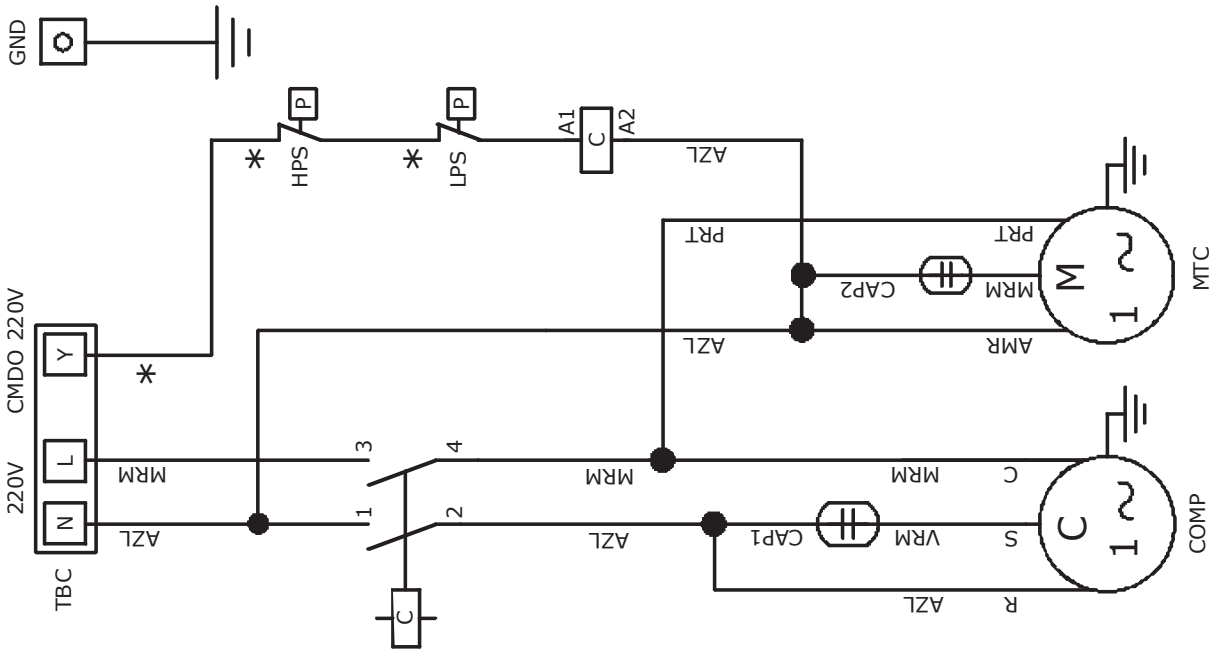 GND
CMDO 220V
220V
Y
L
N
TBC
*
MRM
AZL
*
HPS
P
*
LPS
P
A1
C
A2
AZL
3
4
1
2
C
PRT
PRT
CAP2
MRM
AZL
AMR
M
1 ~
MTC
MRM
MRM
C
AZL
CAP1
VRM
S
AZL
R
C
1 ~
COMP